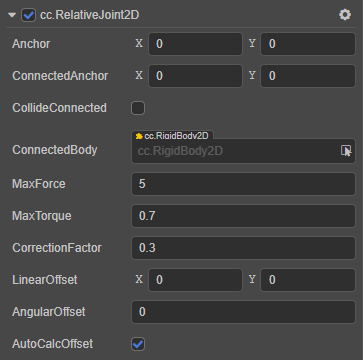 cc.RelativeJoint2D
Anchor X 0 Y 0
ConnectedAnchor X 0 Y 0
CollideConnected
cc.RigidBody2D
ConnectedBody cc.RigidBody2D
MaxForce 5
MaxTorque 0.7
CorrectionFactor 0.3
LinearOffset X 0 Y 0
AngularOffset 0
AutoCalcOffset